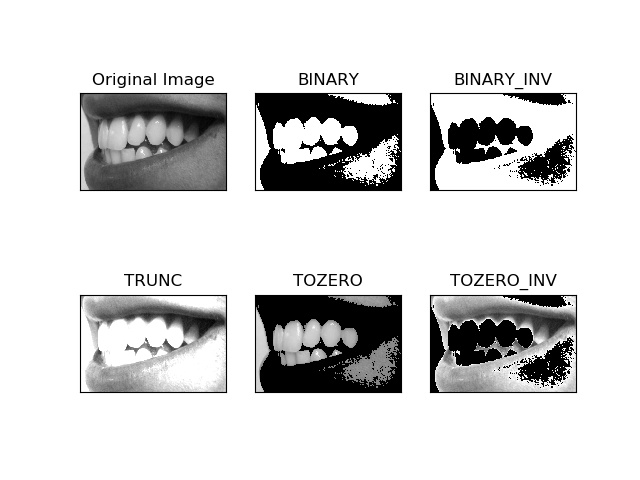 Original Image
BINARY
BINARY_INV
TRUNC
TOZERO
TOZERO_INV